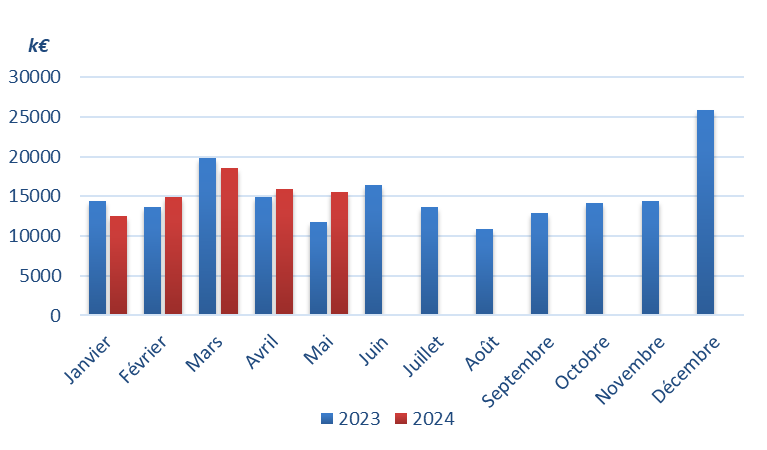 k€
30000
25000
20000
15000
10000
5000
0
Janvier
Février
Mars
Avril
Mai
Juin
Juillet
Août
Septembre
Octobre
Novembre
Décembre
2023 2024